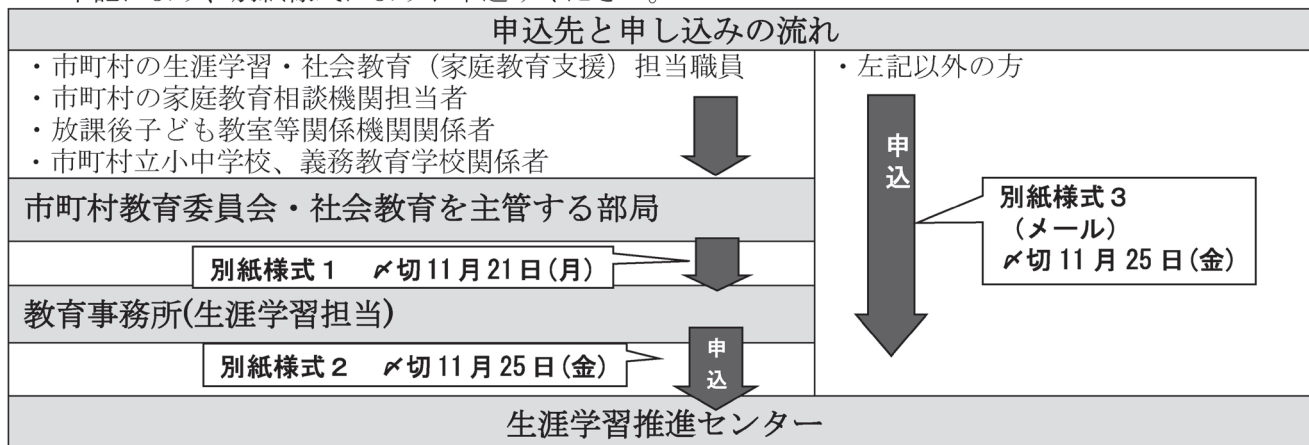 申込先と申し込みの流れ
・市町村の生涯学習・社会教育（家庭教育支援）担当職員
・市町村の家庭教育相談機関担当者
・放課後子ども教室等関係機関関係者
・市町村立小中学校、義務教育学校関係者
市町村教育委員会・社会教育を主管する部局
別紙様式１　〆切11月21日(月)
教育事務所(生涯学習担当)
別紙様式２　〆切11月25日(金)
申込
・左記以外の方
申込
別紙様式３
（メール）
〆切11月25日(金)
生涯学習推進センター